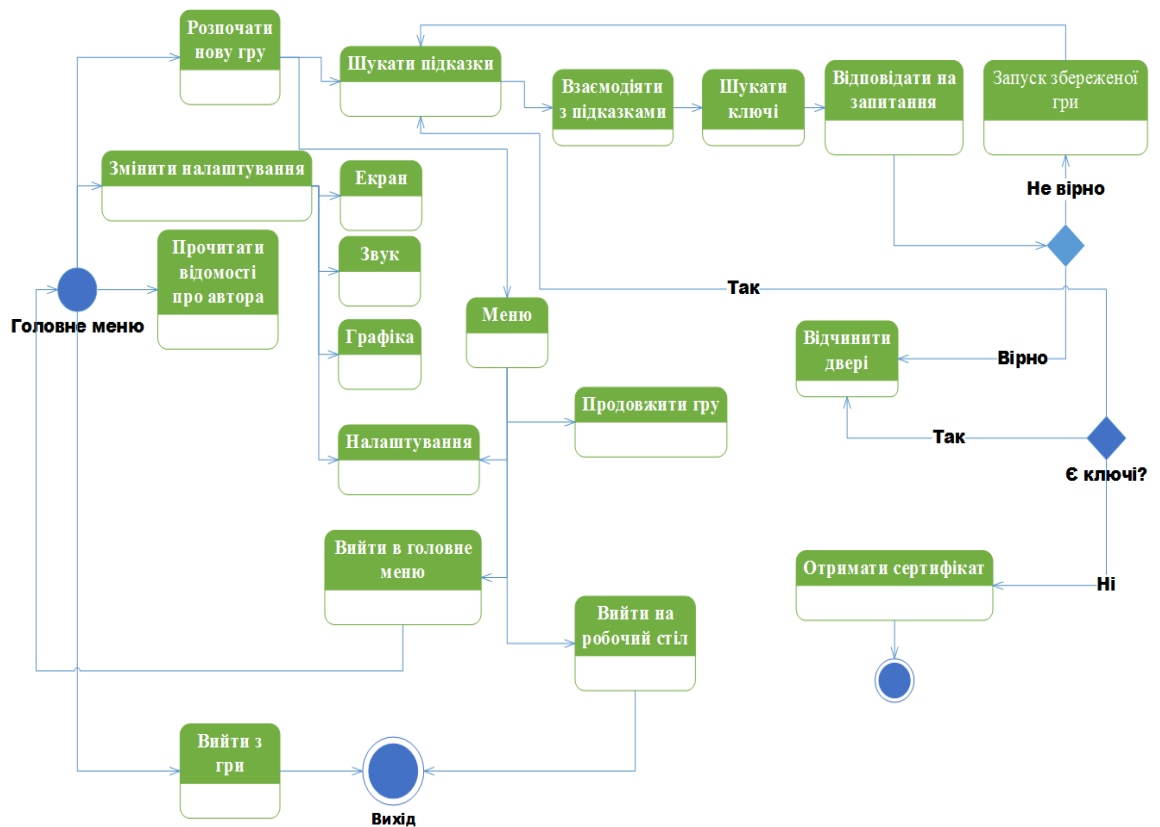 Розпочати
нову гру
Шукати підказки
Взаємодіяти
з підказками
Шукати
ключі
Відповідати на
запитання
Запуск збереженої
гри
Змінити налаштування
Екран
Не вірно
Прочитати
відомості
про автора
Звук
Головне меню
Так
Меню
Графіка
Відчинити
двері
Вірно
Продовжити гру
Налаштування
Так
Є ключі?
Вийти в головне
меню
Отримати сертифікат
Ні
Вийти на
робочий стіл
Вийти з
гри
Вихід